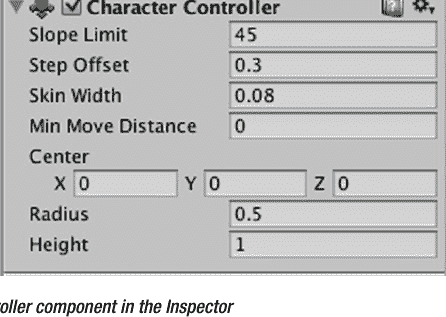 Character Controller
Slope Limit 45
Step Offset 0.3
Skin Width 0.08
Min Move Distance 0
Center
X 0 Y 0 Z 0
Radius 0.5
Height 1
component in the Inspector